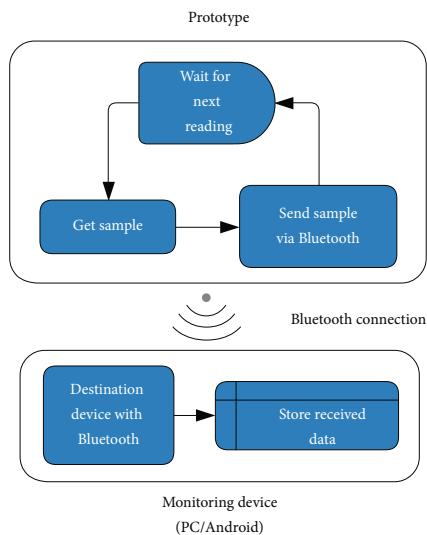 Prototype
Wait for
next
reading
Get sample
Send sample
via Bluetooth
Bluetooth connection
Destination
device with
Bluetooth
Store received
data
Monitoring device
(PC/Android)